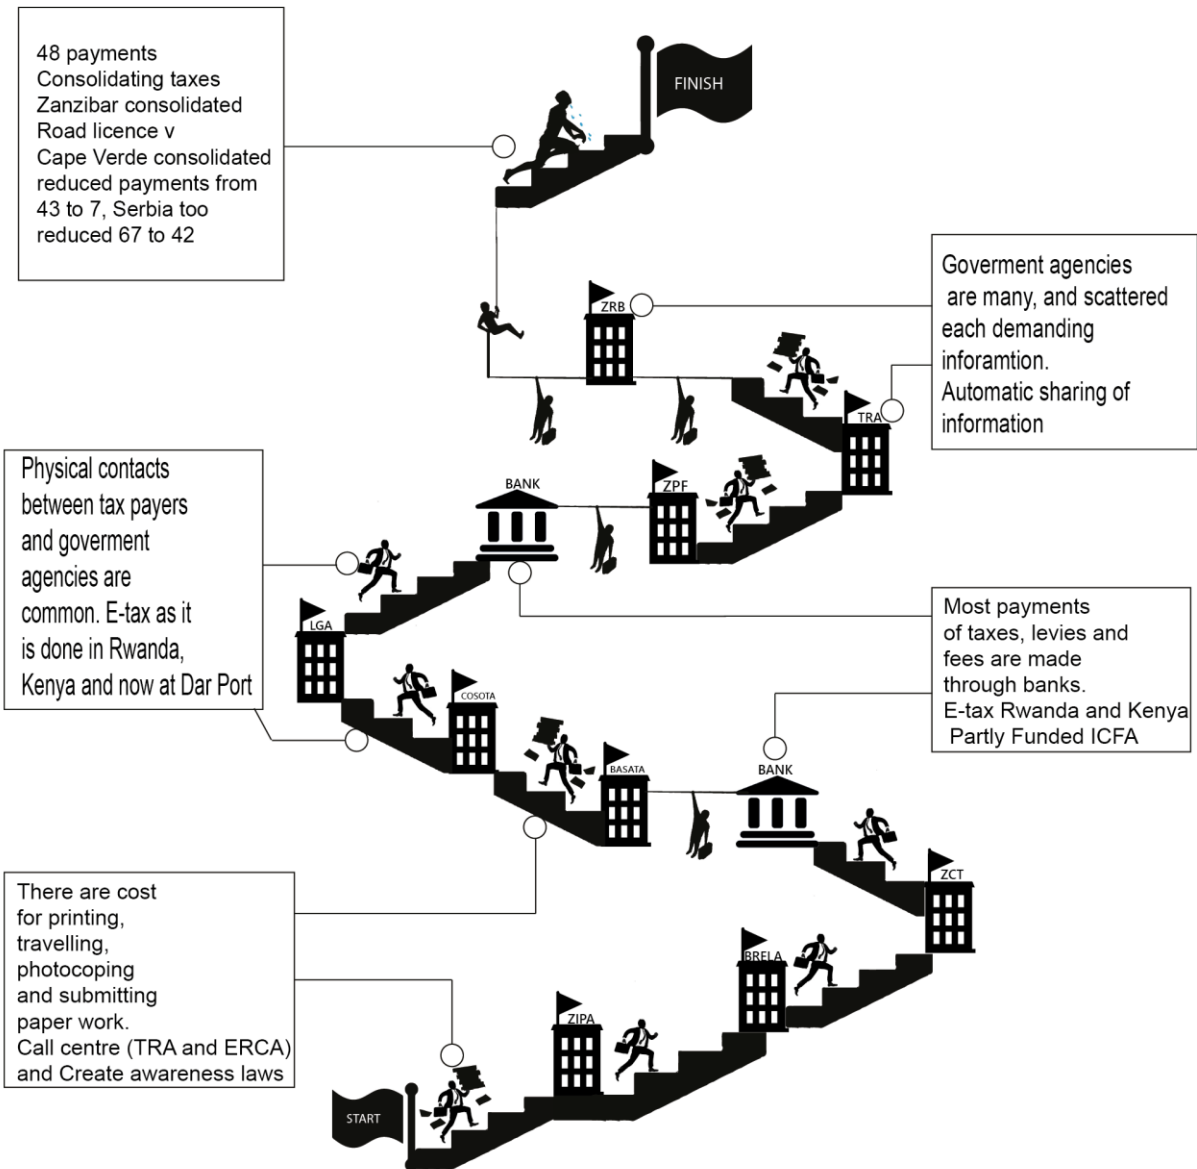 48 payments
Consolidating taxes
Zanzibar consolidated
Road licence v
Cape Verde consolidated
reduced payments from
43 to 7, Serbia too
reduced 67 to 42
FINISH
Goverment agencies
are many, and scattered
each demanding
inforamtion.
Automatic sharing of
information
ZRB
TRA
Physical contacts
between tax payers
and goverment
agencies are
common. E-tax as it
is done in Rwanda,
Kenya and now at Dar Port
BANK
ZPF
LGA
Most payments
of taxes, levies and
fees are made
through banks.
E-tax Rwanda and Kenya
Partly Funded ICFA
COSOTA
BASATA
BANK
ZCT
There are cost
for printing,
travelling,
photocoping
and submitting
paper work.
Call centre (TRA and ERCA)
and Create awareness laws
BRELA
ZIPA
START